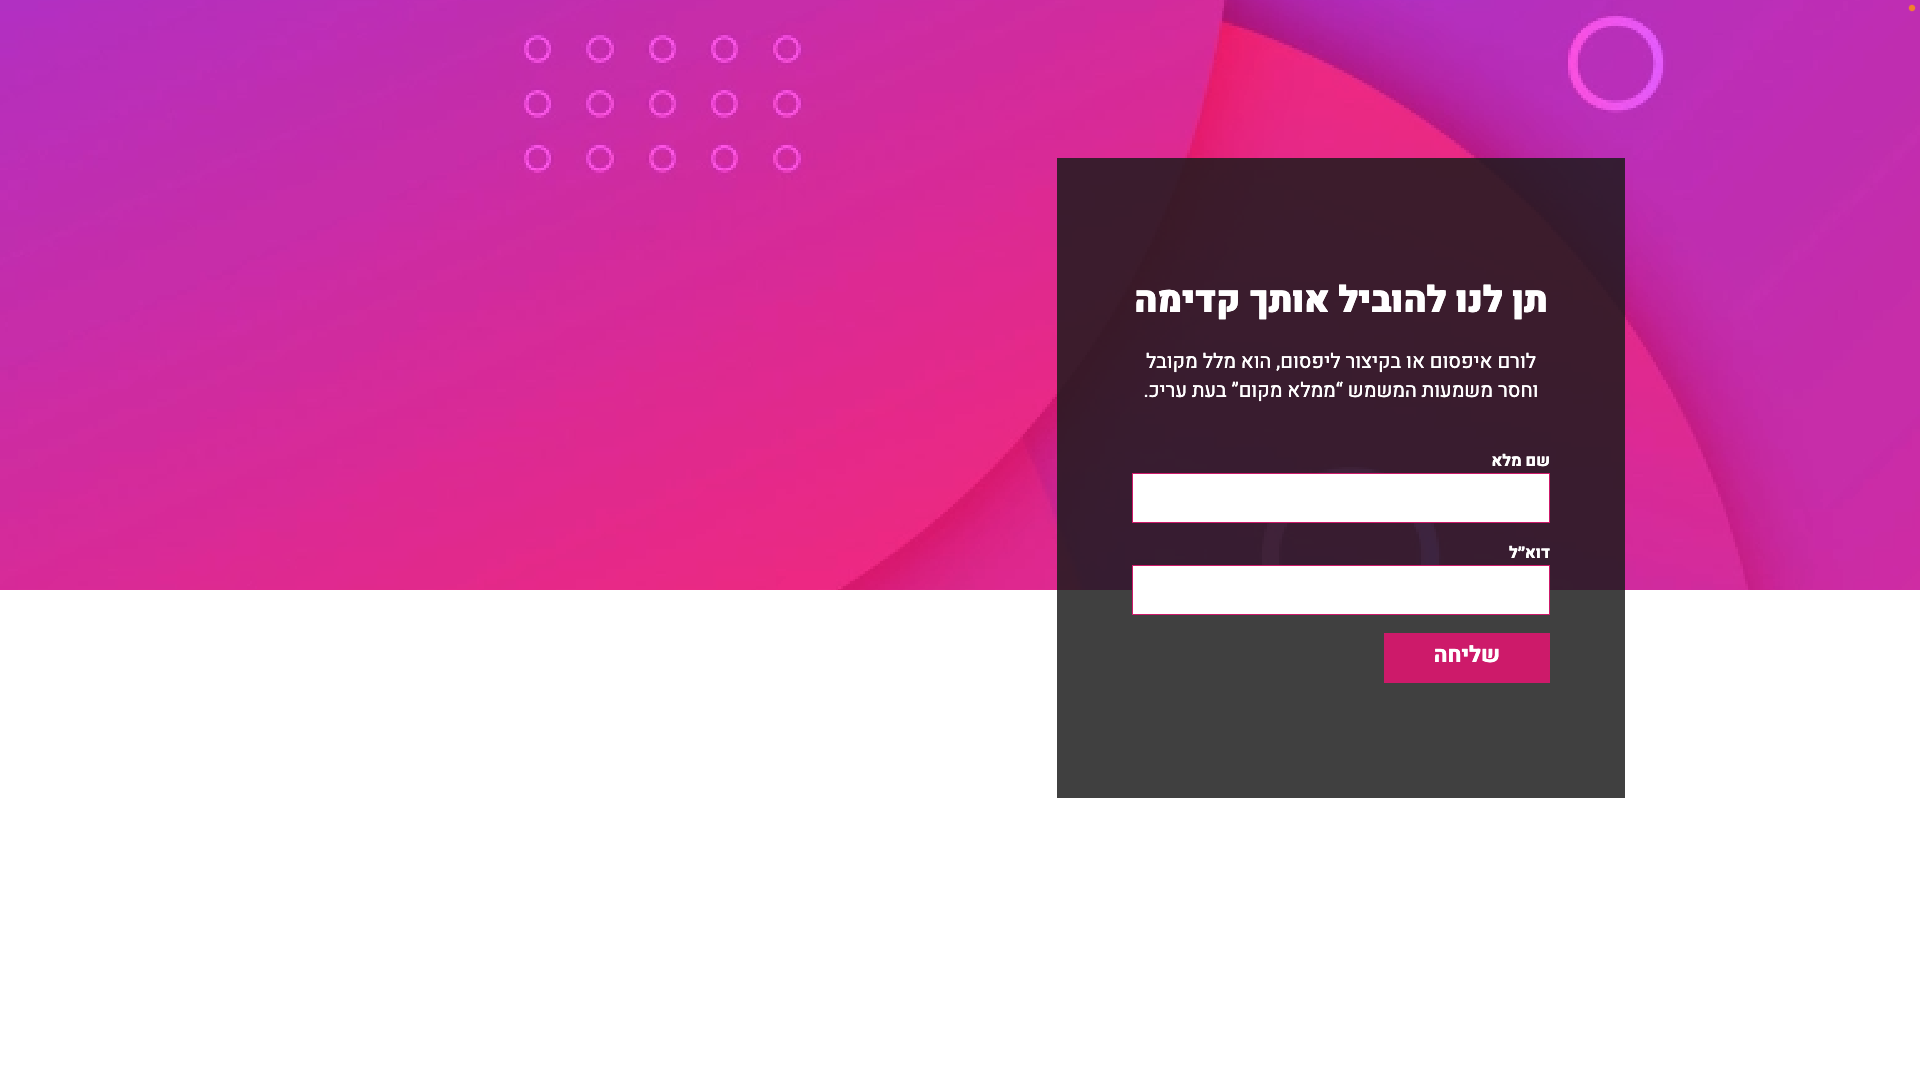 תן לנו להוביל אותך קדימה
לורם איפסום או בקיצור ליפסום, הוא מלל מקובל
וחסר משמעות המשמש “ממלא מקום” בעת עריכ.
שם מלא
דוא”ל
שליחה